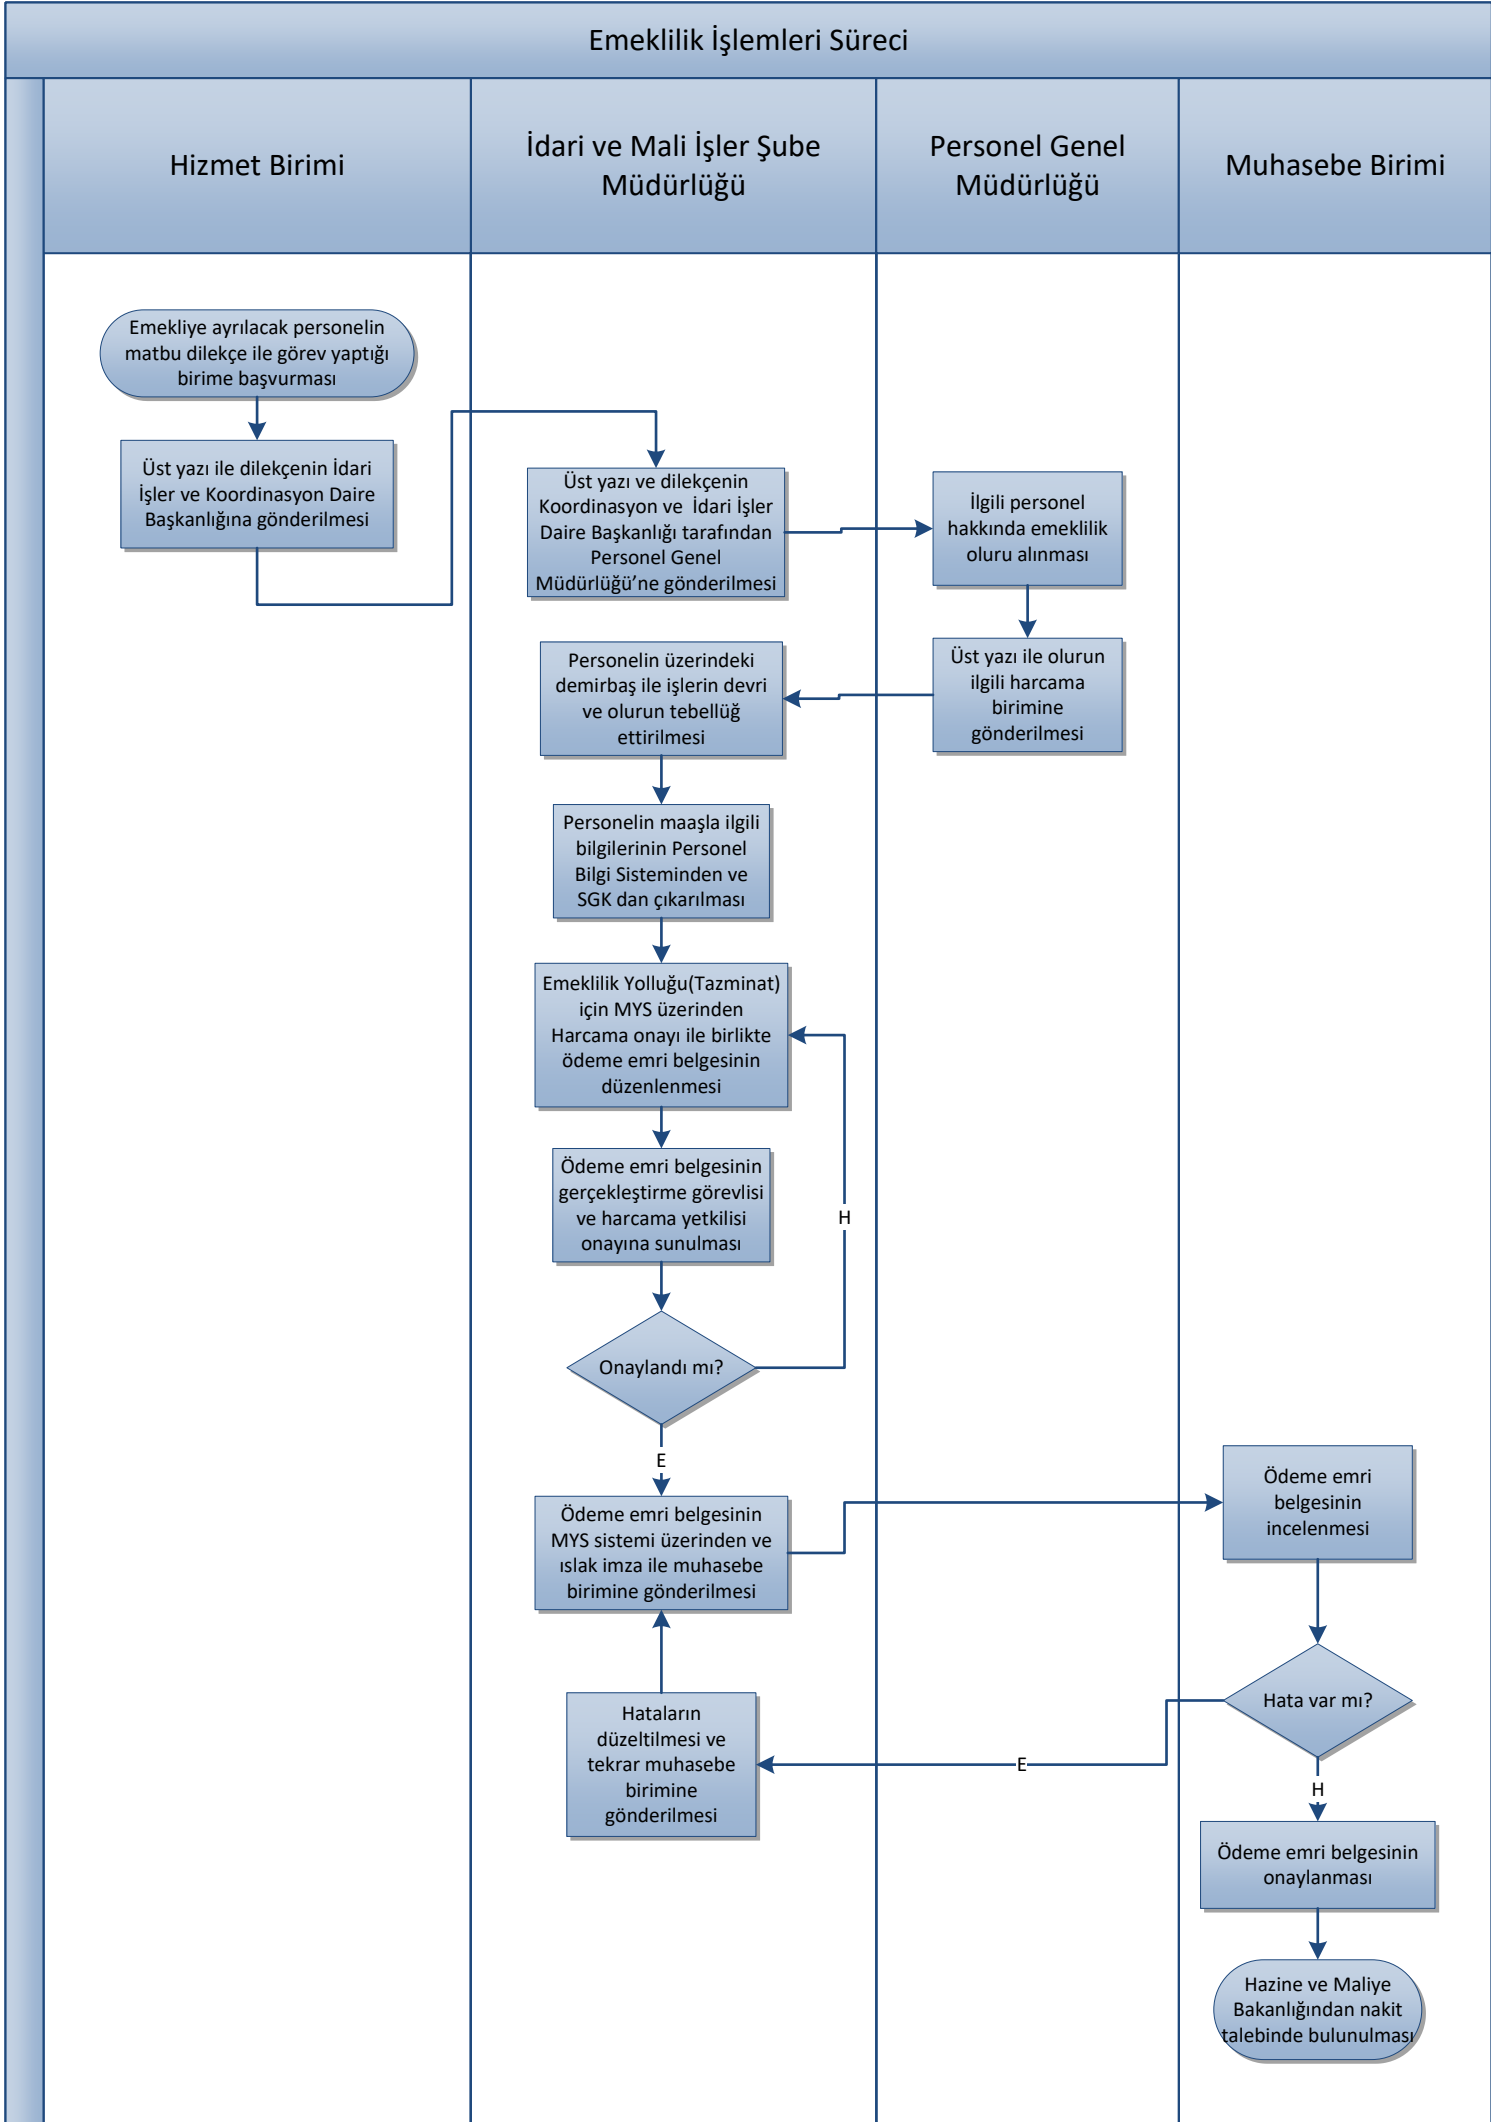 Emeklilik İşlemleri Süreci
Hizmet Birimi
İdari ve Mali İşler Şube
Müdürlüğü
Personel Genel
Müdürlüğü
Muhasebe Birimi
Emekliye ayrılacak personelin
matbu dilekçe ile görev yaptığı
birime başvurması
Üst yazı ile dilekçenin İdari
İşler ve Koordinasyon Daire
Başkanlığına gönderilmesi
Üst yazı ve dilekçenin
Koordinasyon ve İdari İşler
Daire Başkanlığı tarafından
Personel Genel
Müdürlüğü’ne gönderilmesi
İlgili personel
hakkında emeklilik
oluru alınması
Üst yazı ile olurun
ilgili harcama
birimine
gönderilmesi
Personelin üzerindeki
demirbaş ile işlerin devri
ve olurun tebellüğ
ettirilmesi
Personelin maaşla ilgili
bilgilerinin Personel
Bilgi Sisteminden ve
SGK dan çıkarılması
Emeklilik Yolluğu(Tazminat)
için MYS üzerinden
Harcama onayı ile birlikte
ödeme emri belgesinin
düzenlenmesi
Ödeme emri belgesinin
gerçekleştirme görevlisi
ve harcama yetkilisi
onayına sunulması
H
Onaylandı mı?
E
Ödeme emri belgesinin
MYS sistemi üzerinden ve
ıslak imza ile muhasebe
birimine gönderilmesi
Ödeme emri
belgesinin
incelenmesi
Hata var mı?
E
Hataların
düzeltilmesi ve
tekrar muhasebe
birimine
gönderilmesi
H
Ödeme emri belgesinin
onaylanması
Hazine ve Maliye
Bakanlığından nakit
talebinde bulunulması